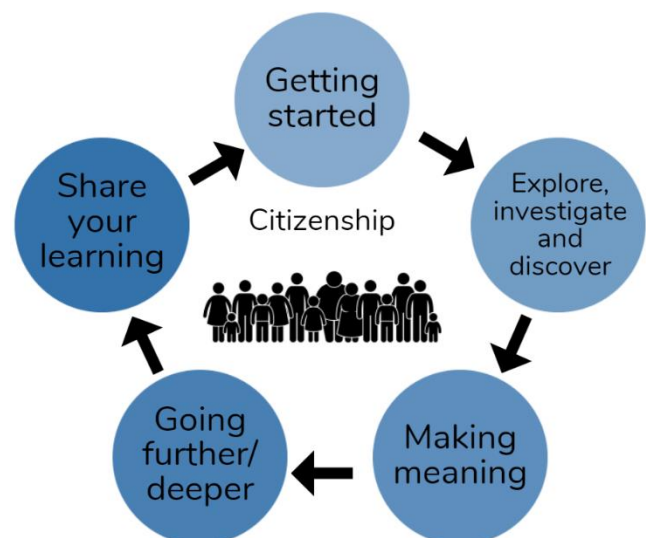 Getting
started
Explore,
investigate
and
discover
Making
meaning
Going
further/
deeper
Share
your
learning
Citizenship